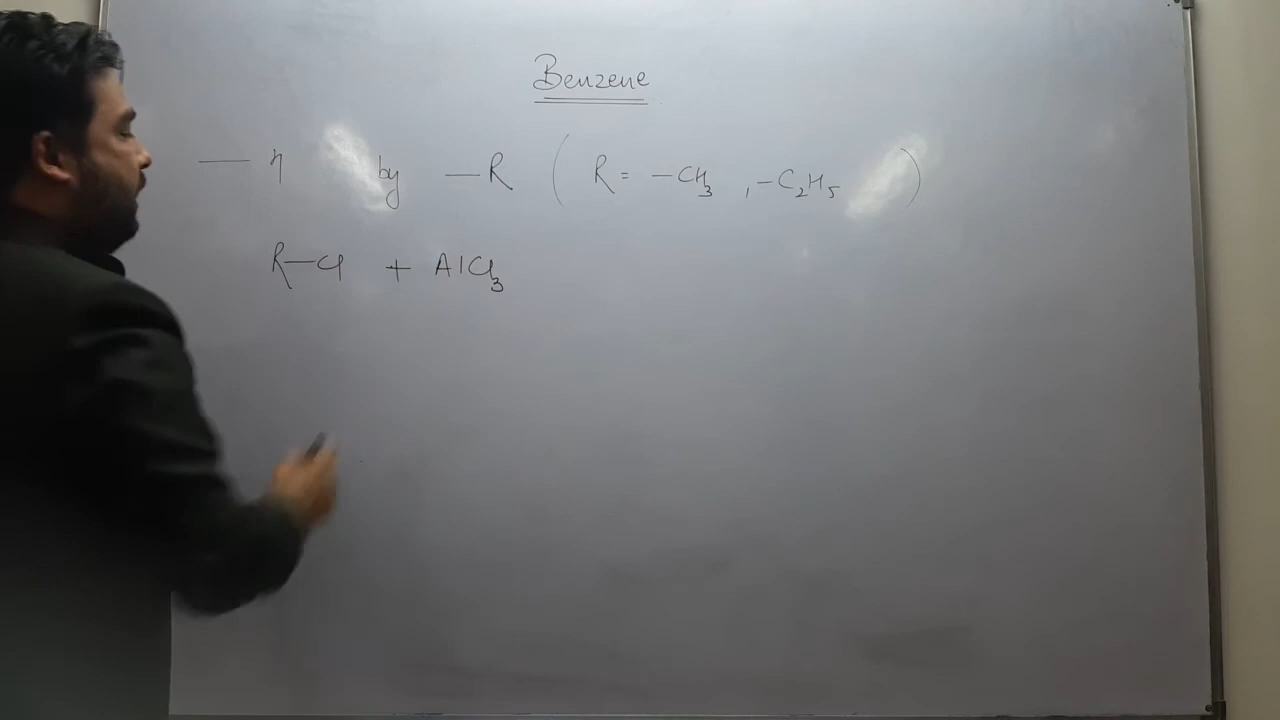 Benzene
— H by —R ( R = —CH₃ , —C₂H₅ )
R—Cl + AlCl₃